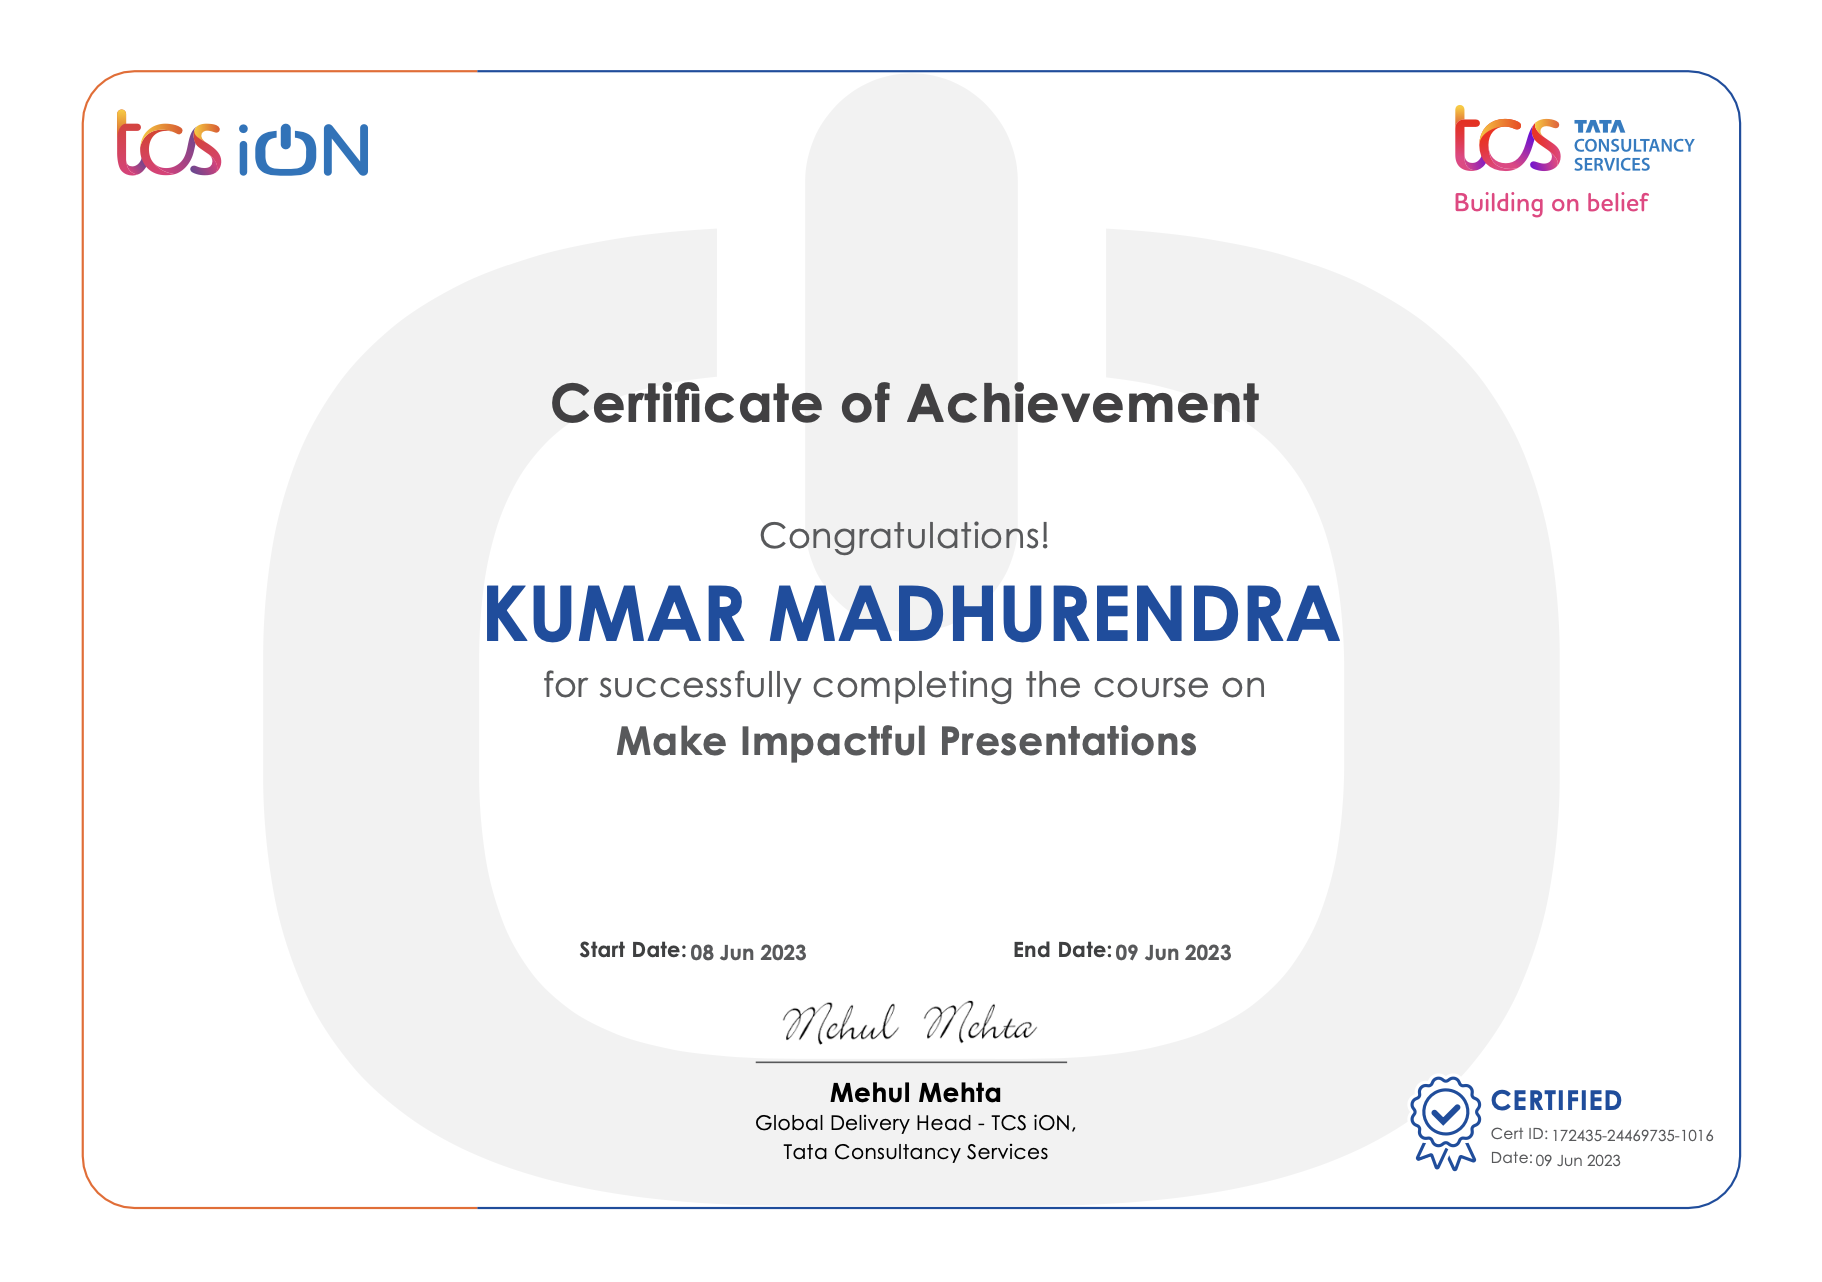 tcs iON
tcs TATA
CONSULTANCY
SERVICES
Building on belief
Certificate of Achievement
Congratulations!
KUMAR MADHURENDRA
for successfully completing the course on
Make Impactful Presentations
Start Date: 08 Jun 2023
End Date: 09 Jun 2023
Mehul Mehta
Mehul Mehta
Global Delivery Head - TCS iON,
Tata Consultancy Services
CERTIFIED
Cert ID: 172435-24469735-1016
Date: 09 Jun 2023